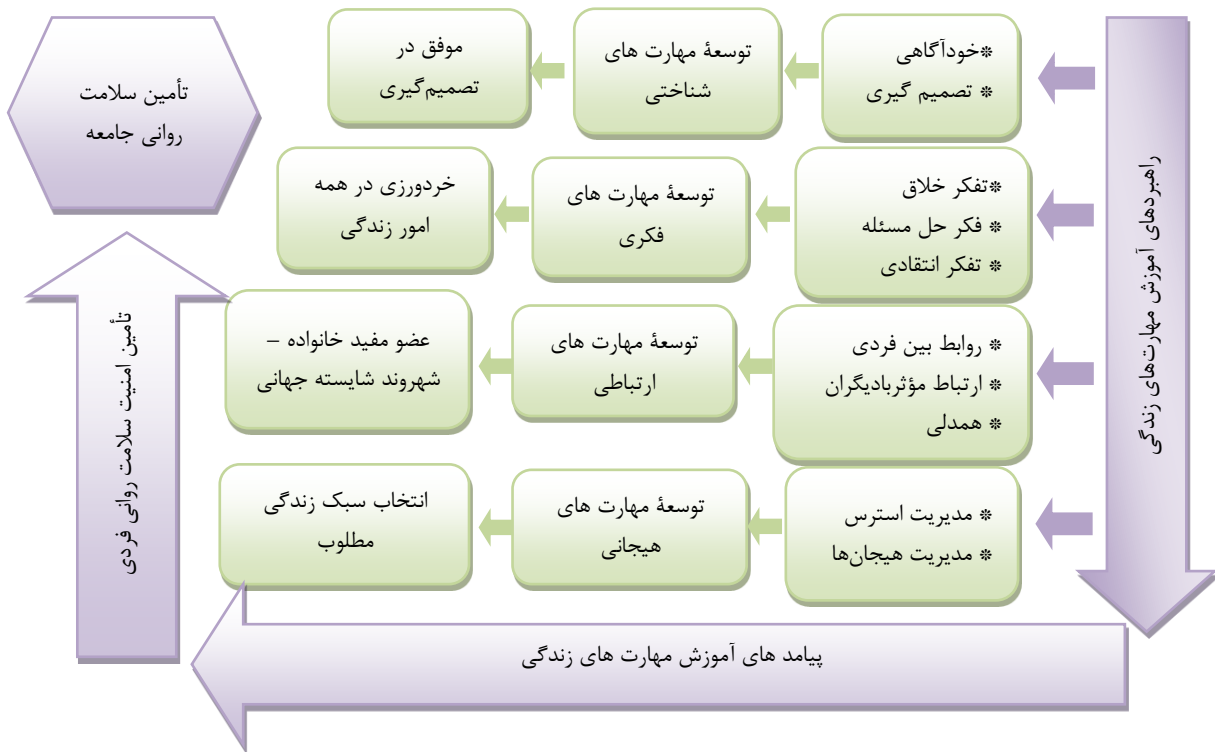 راهبردهای آموزش مهارت‌های زندگی
*خودآگاهی
* تصمیم گیری
توسعهٔ مهارت های
شناختی
موفق در
تصمیم‌گیری
*تفکر خلاق
* فکر حل مسئله
* تفکر انتقادی
توسعهٔ مهارت های
فکری
خردورزی در همه
امور زندگی
* روابط بین فردی
* ارتباط مؤثربادیگران
* همدلی
توسعهٔ مهارت های
ارتباطی
عضو مفید خانواده –
شهروند شایسته جهانی
* مدیریت استرس
* مدیریت هیجان‌ها
توسعهٔ مهارت های
هیجانی
انتخاب سبک زندگی
مطلوب
پیامد های آموزش مهارت های زندگی
تأمین امنیت سلامت روانی فردی
تأمین سلامت
روانی جامعه